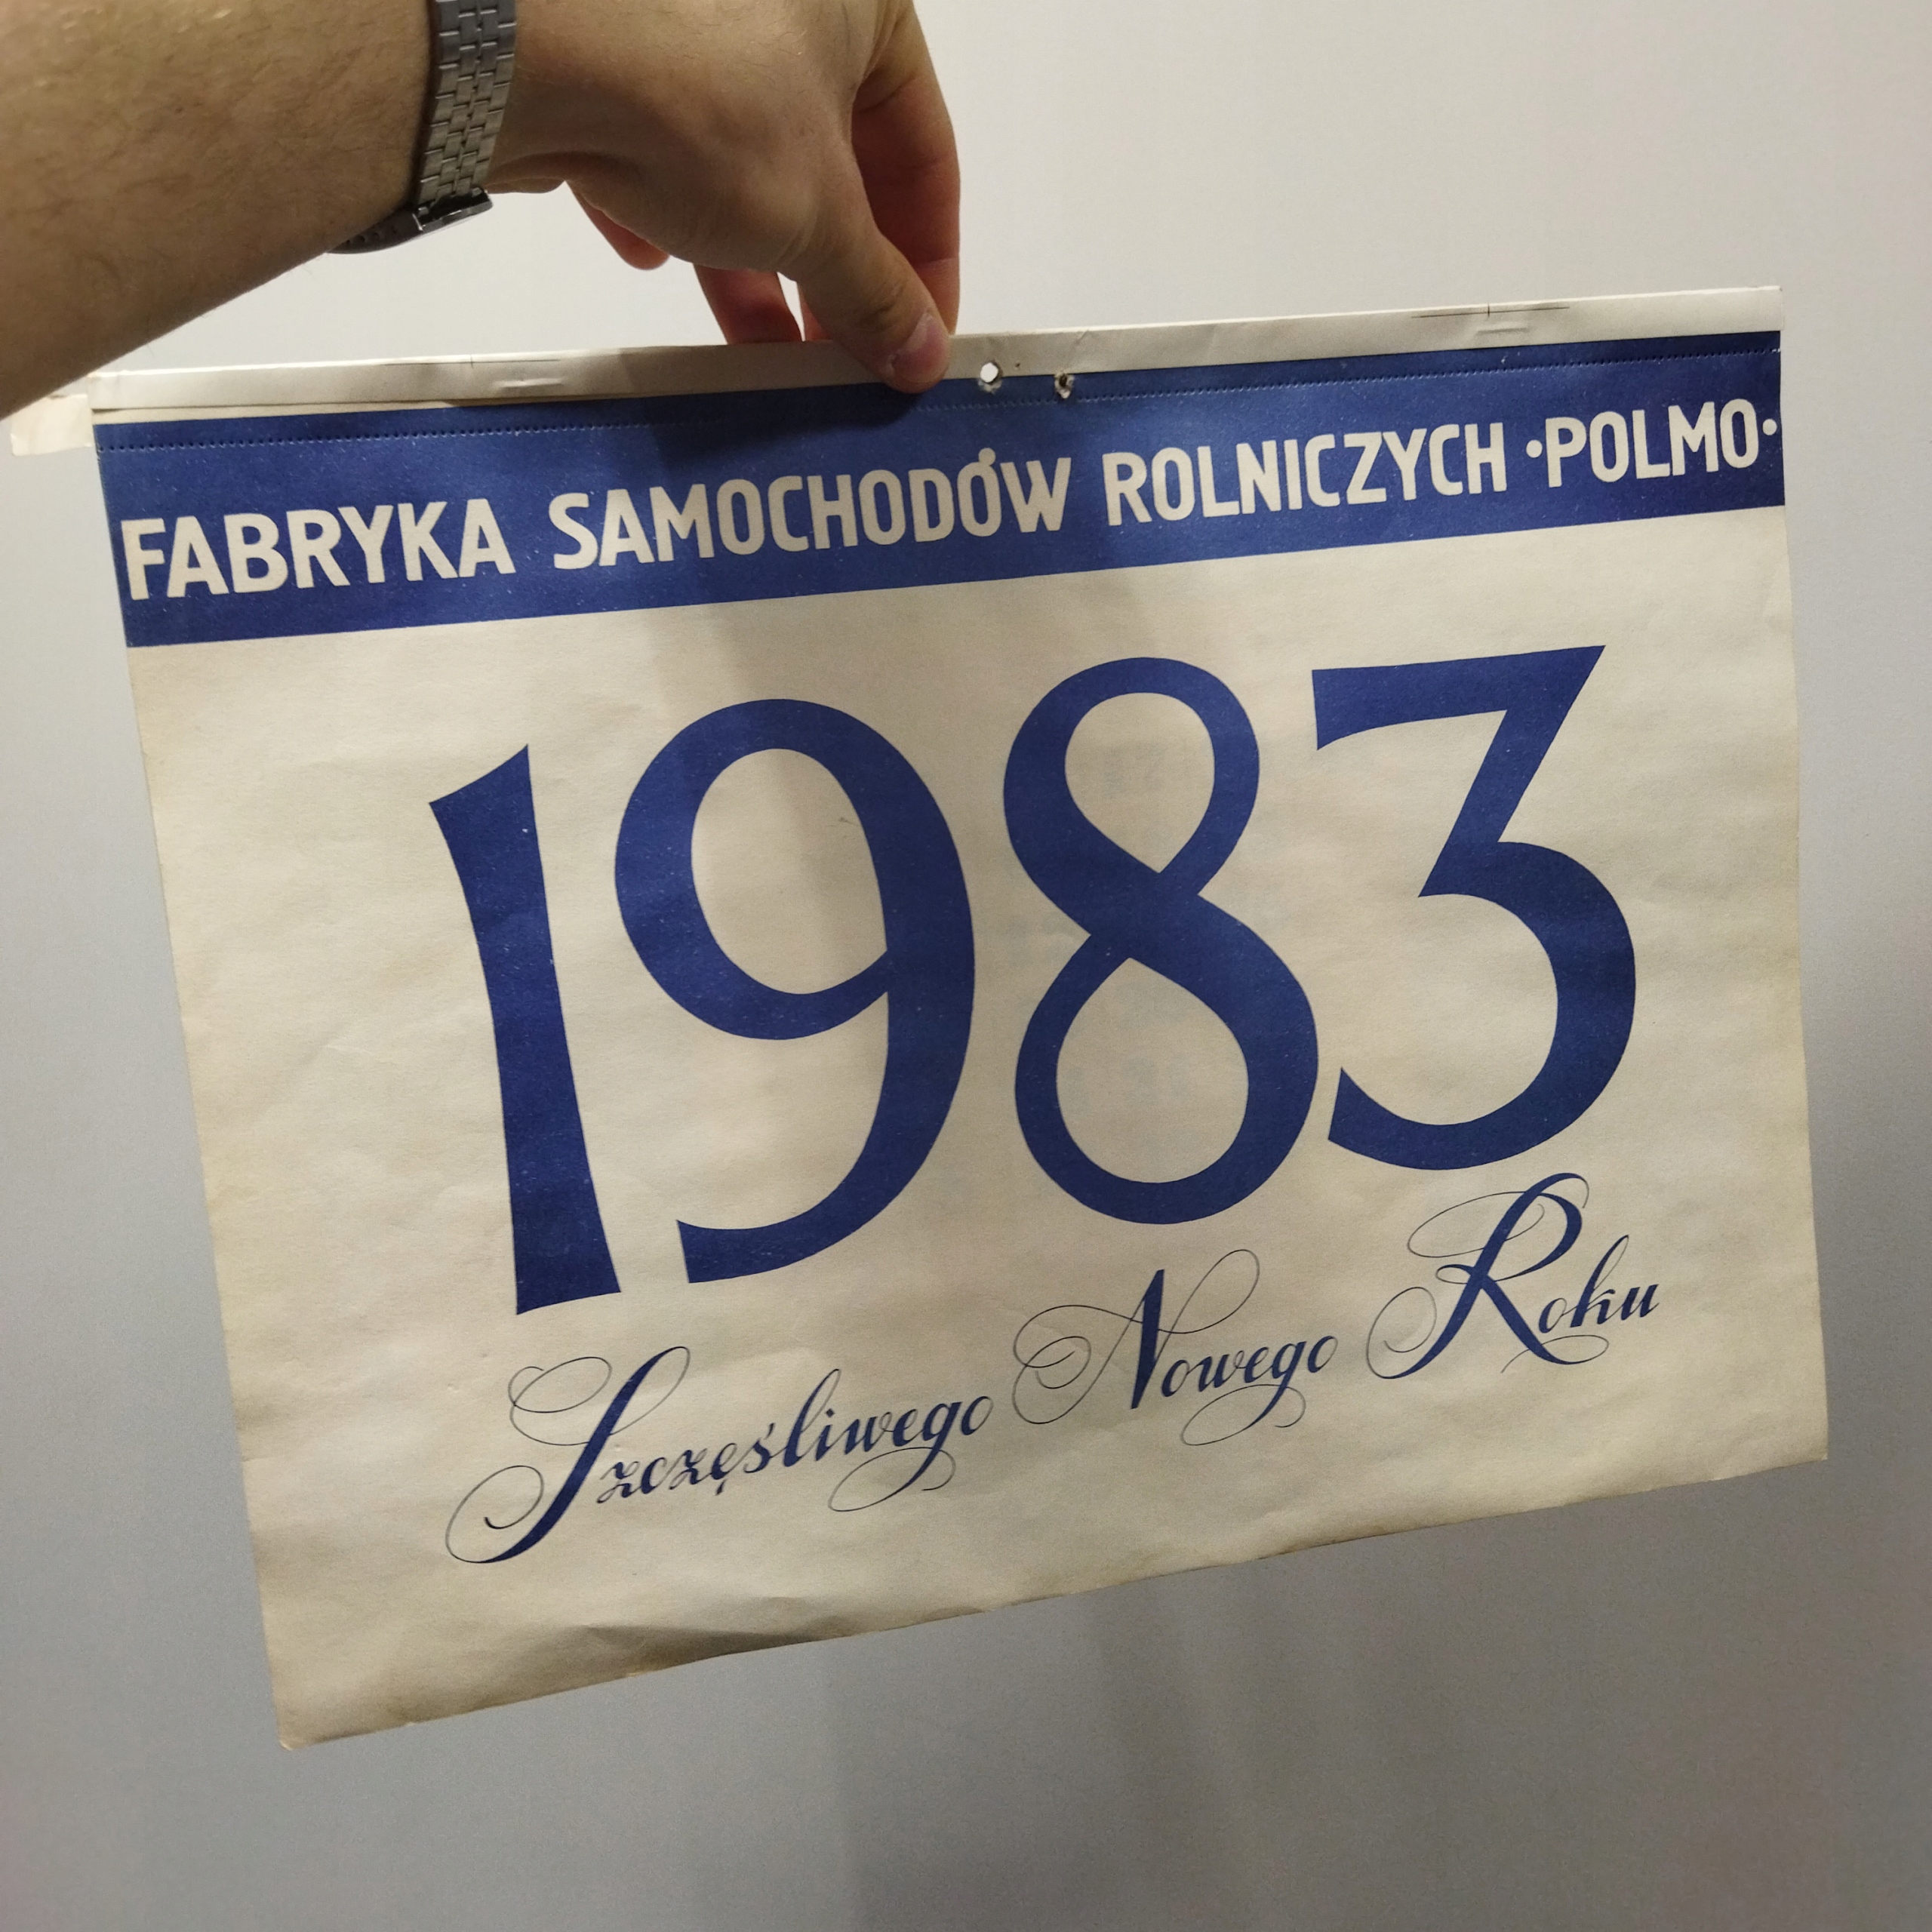 FABRYKA SAMOCHODÓW ROLNICZYCH •POLMO•
1983
Szczęśliwego Nowego Roku